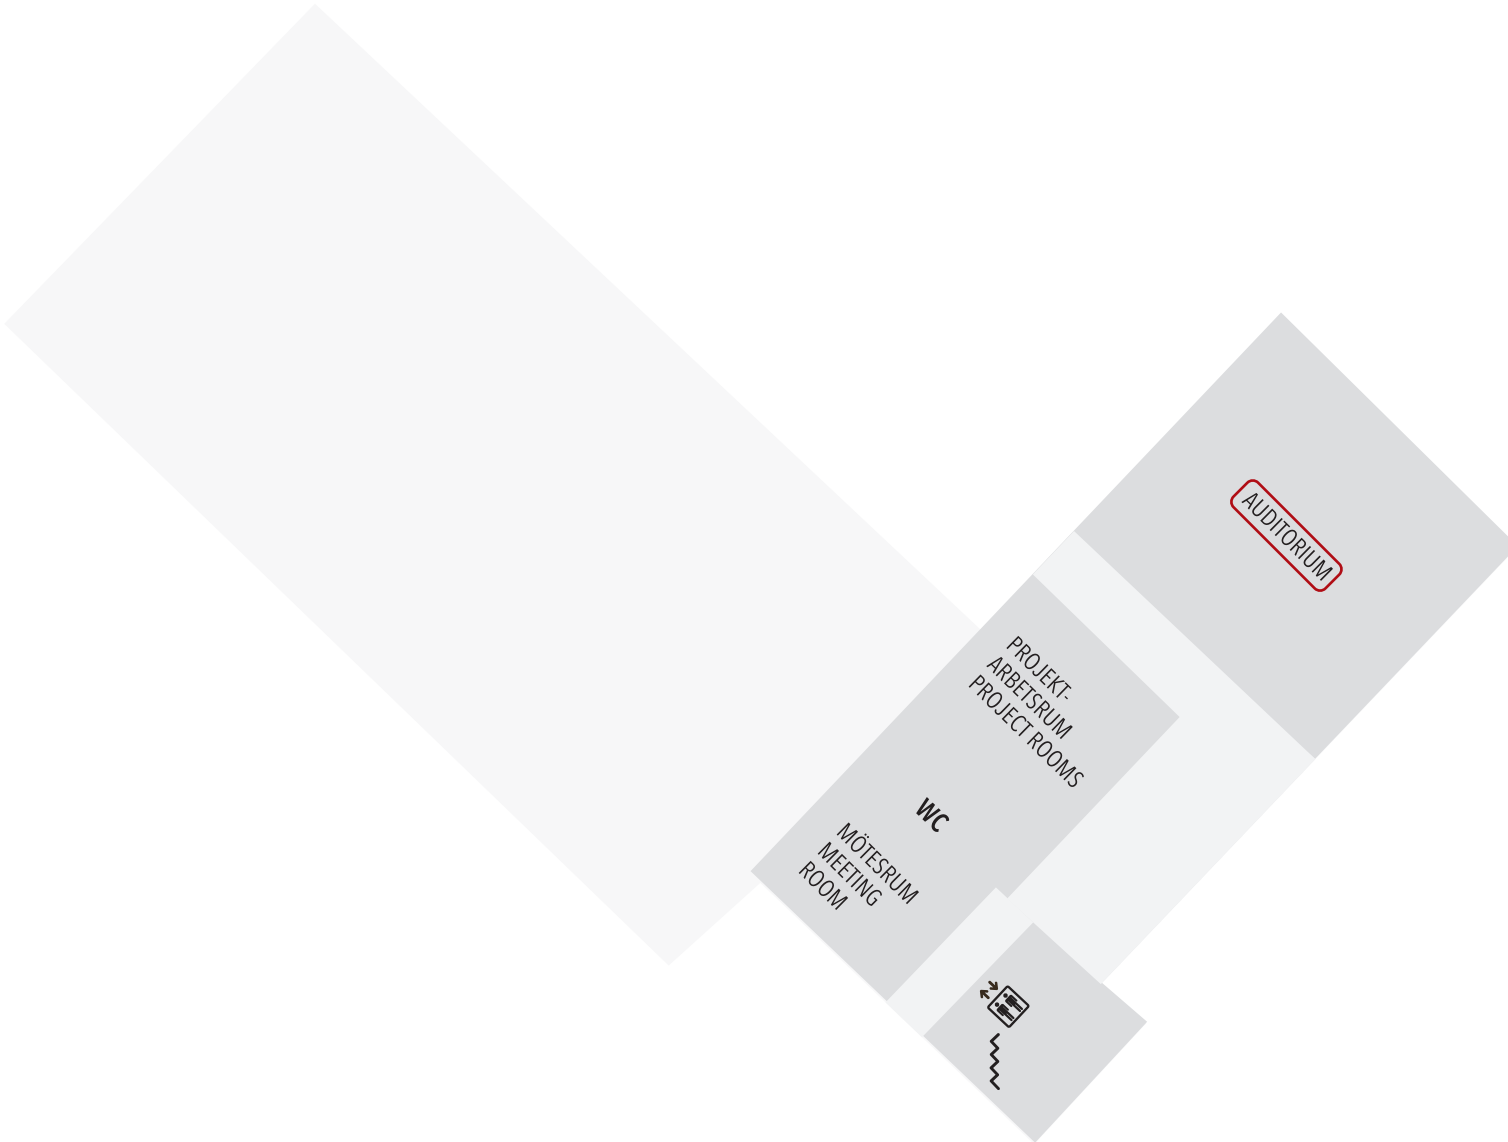 AUDITORIUM
PROJEKT-
ARBETSRUM
PROJECT ROOMS
WC
MÖTESRUM
MEETING
ROOM